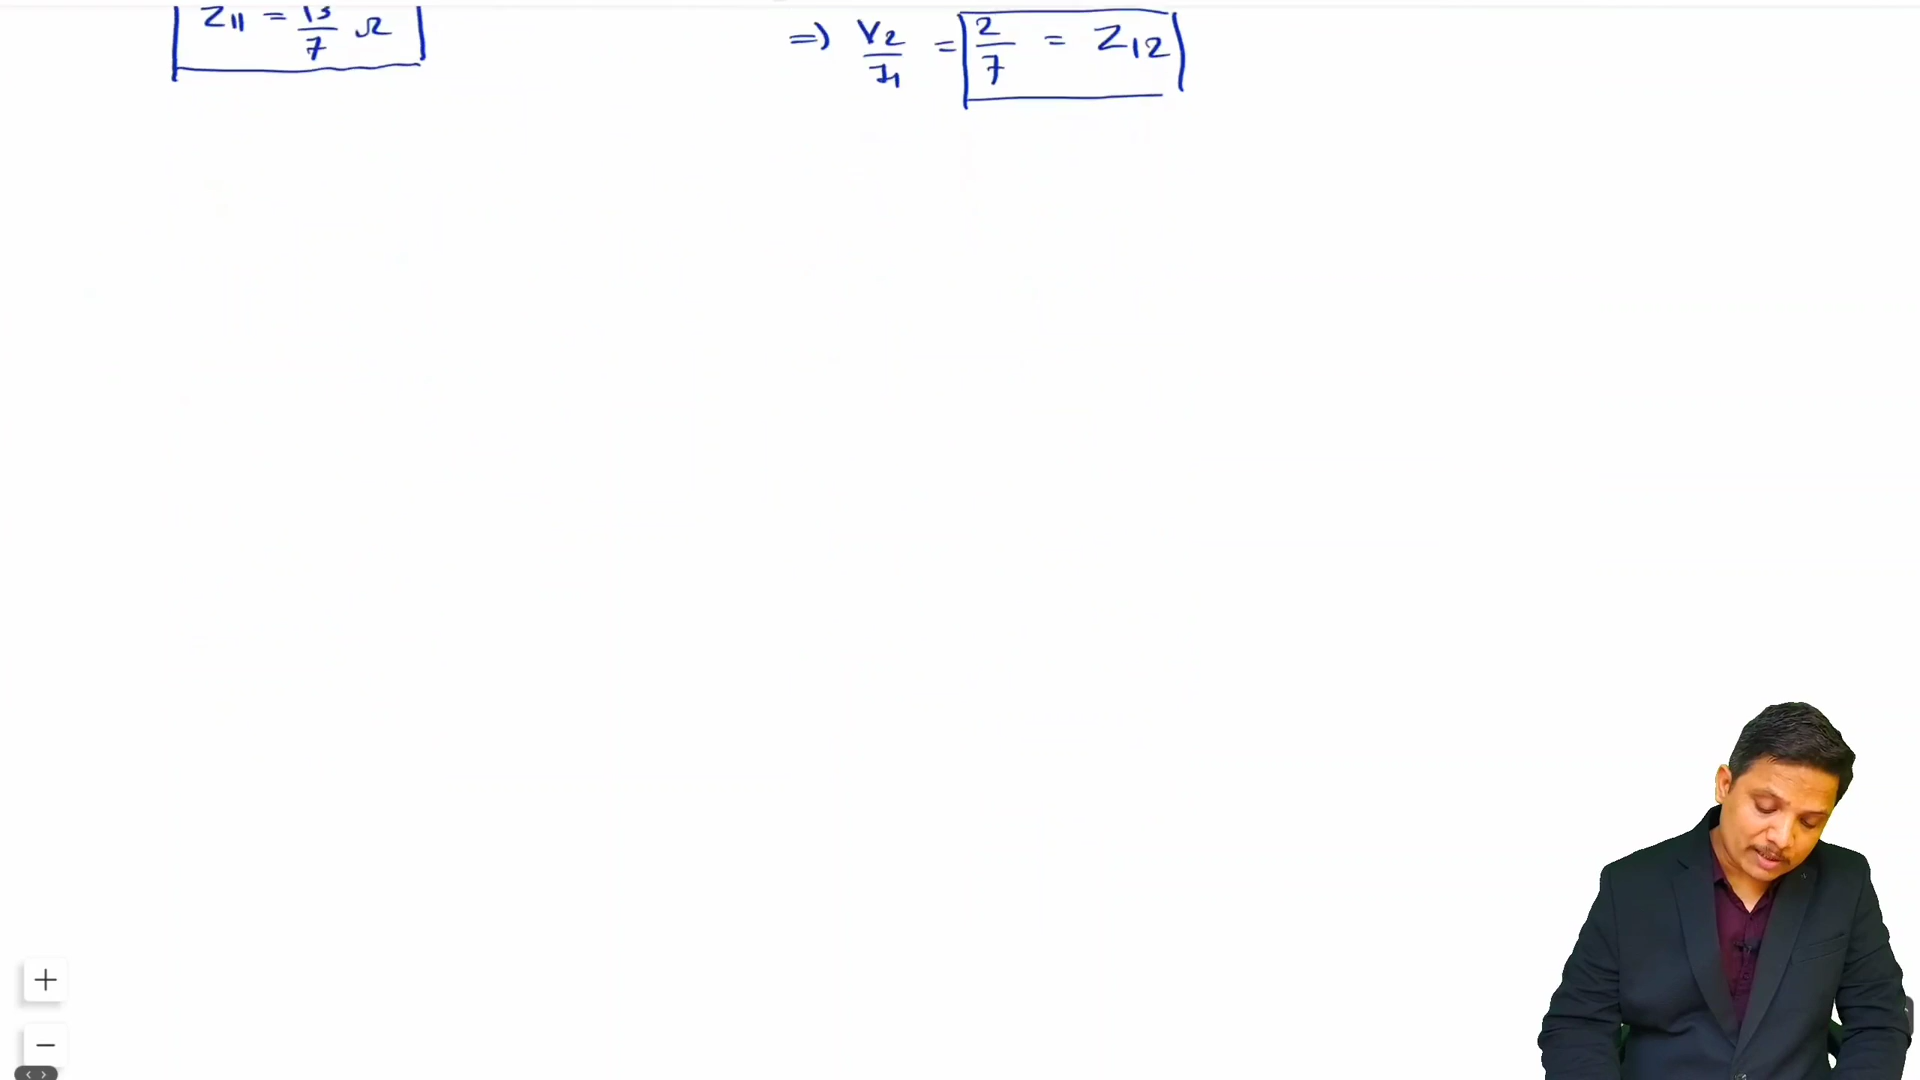 Z11 = 13/7 Ω
=> V2/I1 = 2/7 = Z12